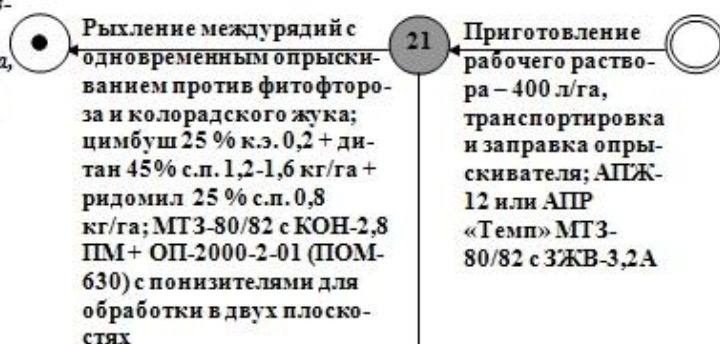 а,
Рыхление междурядий с
одновременным опрыски-
ванием против фитофторо-
за и колорадского жука;
цимбуш 25 % к.э. 0,2 + ди-
тан 45% с.п. 1,2-1,6 кг/га +
ридомил 25 % с.п. 0,8
кг/га; МТЗ-80/82 с КОН-2,8
ПМ + ОП-2000-2-01 (ПОМ-
630) с понизителями для
обработки в двух плоско-
стях
21
Приготовление
рабочего раство-
ра – 400 л/га,
транспортировка
и заправка опры-
скивателя; АПЖ-
12 или АПР
«Темп» МТЗ-
80/82 с ЗЖВ-3,2А